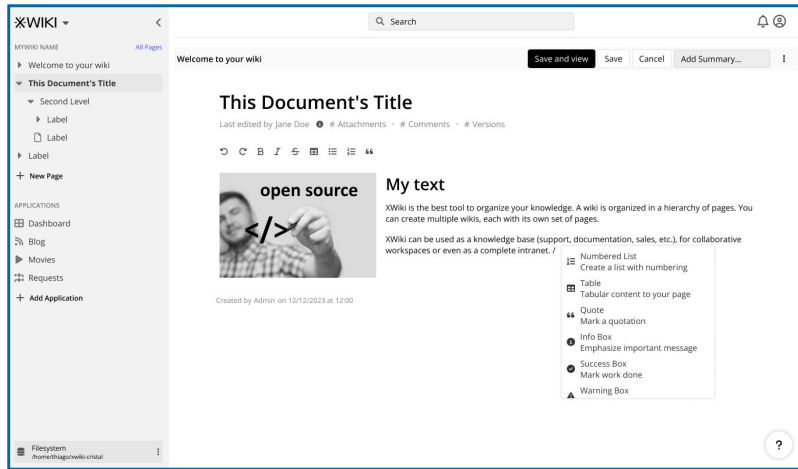 XWIKI
Search
MYWIKI NAME
All Pages
Welcome to your wiki
This Document's Title
Second Level
Label
Label
Label
New Page
APPLICATIONS
Dashboard
Blog
Movies
Requests
Add Application
Filesystem
/home/thiago/xwiki-cristal
Welcome to your wiki
Save and view
Save
Cancel
Add Summary...
This Document's Title
Last edited by Jane Doe # Attachments • # Comments • # Versions
B I S
open source
</>
My text
XWiki is the best tool to organize your knowledge. A wiki is organized in a hierarchy of pages. You
can create multiple wikis, each with its own set of pages.
XWiki can be used as a knowledge base (support, documentation, sales, etc.), for collaborative
workspaces or even as a complete intranet. /
Numbered List
Create a list with numbering
Table
Tabular content to your page
Quote
Mark a quotation
Info Box
Emphasize important message
Success Box
Mark work done
Warning Box
Created by Admin on 12/12/2023 at 12:00
?